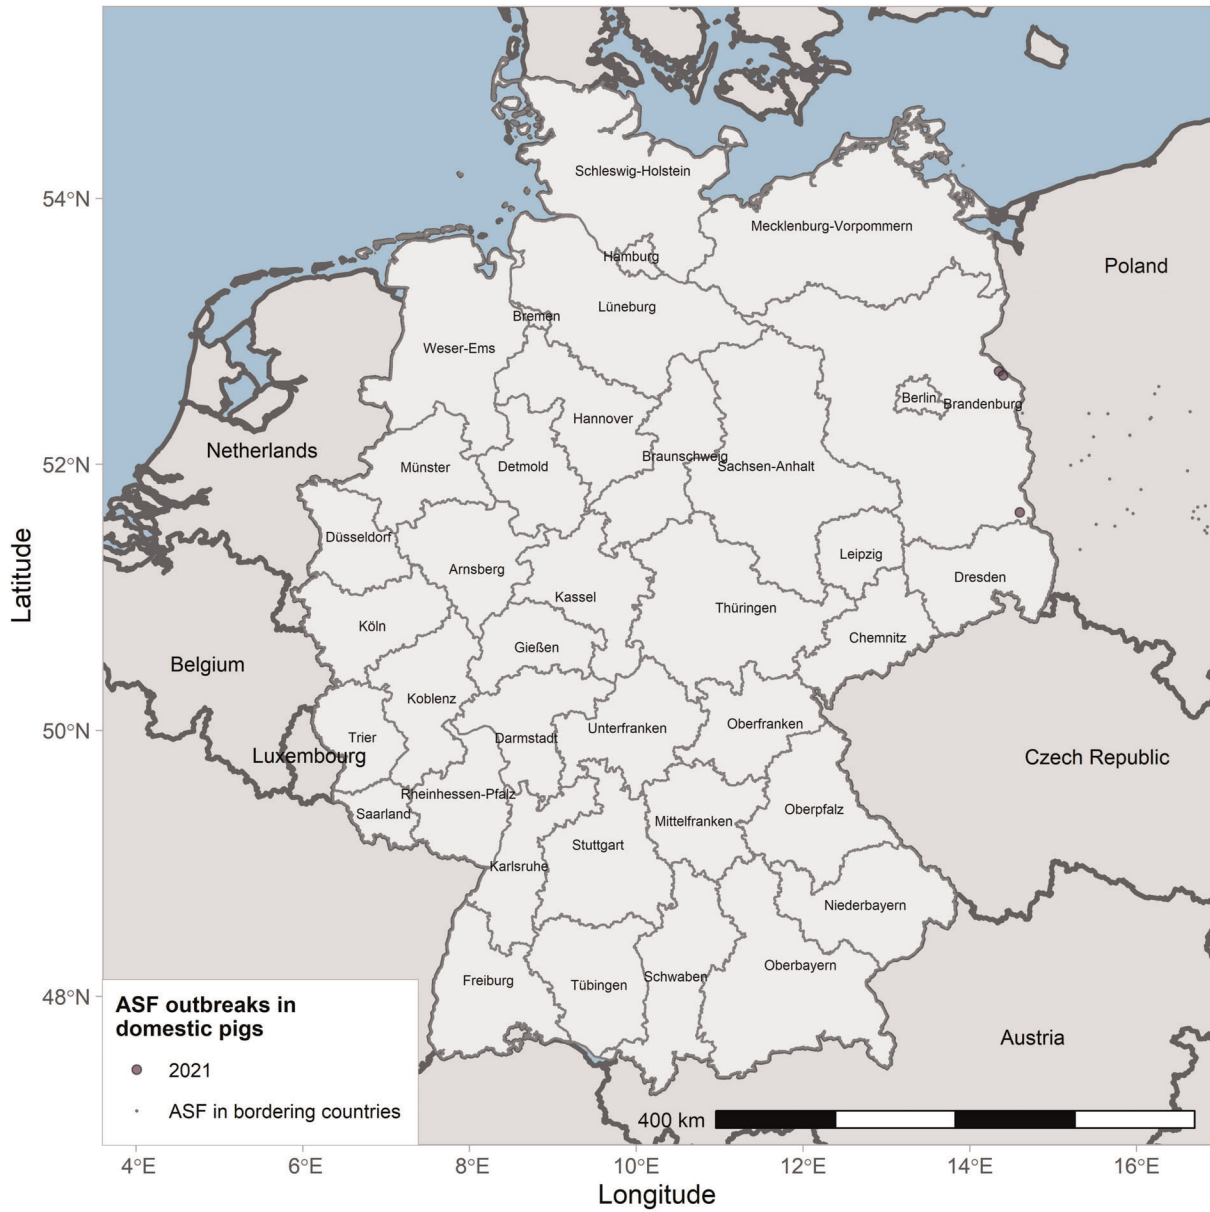 Schleswig-Holstein
54°N
Mecklenburg-Vorpommern
Hamburg
Poland
Lüneburg
Bremen
Weser-Ems
Berlin
Brandenburg
Hannover
Netherlands
Braunschweig
52°N
Münster
Detmold
Sachsen-Anhalt
Düsseldorf
Leipzig
Arnsberg
Dresden
Latitude
Kassel
Thüringen
Köln
Chemnitz
Gießen
Belgium
Koblenz
Oberfranken
50°N
Unterfranken
Trier
Darmstadt
Luxembourg
Czech Republic
Rheinhessen-Pfalz
Oberpfalz
Saarland
Mittelfranken
Stuttgart
Karlsruhe
Niederbayern
Oberbayern
Schwaben
Freiburg
Tübingen
48°N
ASF outbreaks in
domestic pigs
2021
ASF in bordering countries
Austria
400 km
4°E
6°E
8°E
10°E
12°E
14°E
16°E
Longitude